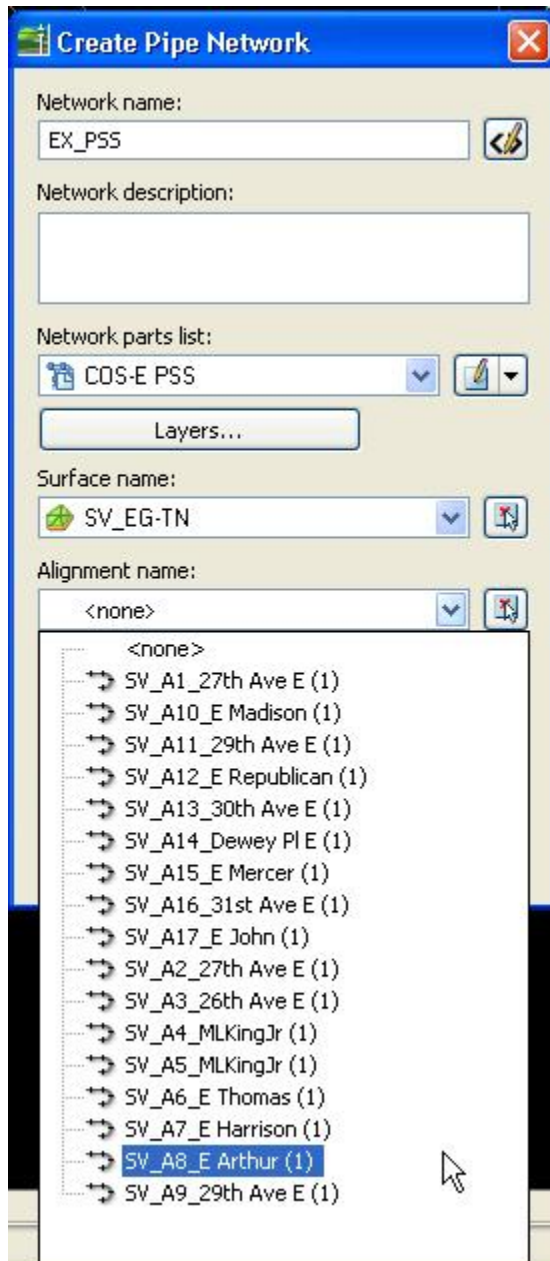 Create Pipe Network
Network name:
EX_PSS
Network description:
Network parts list:
COS-E PSS
Layers...
Surface name:
SV_EG-TN
Alignment name:
<none>
<none>
SV_A1_27th Ave E (1)
SV_A10_E Madison (1)
SV_A11_29th Ave E (1)
SV_A12_E Republican (1)
SV_A13_30th Ave E (1)
SV_A14_Dewey Pl E (1)
SV_A15_E Mercer (1)
SV_A16_31st Ave E (1)
SV_A17_E John (1)
SV_A2_27th Ave E (1)
SV_A3_26th Ave E (1)
SV_A4_MLKingJr (1)
SV_A5_MLKingJr (1)
SV_A6_E Thomas (1)
SV_A7_E Harrison (1)
SV_A8_E Arthur (1)
SV_A9_29th Ave E (1)